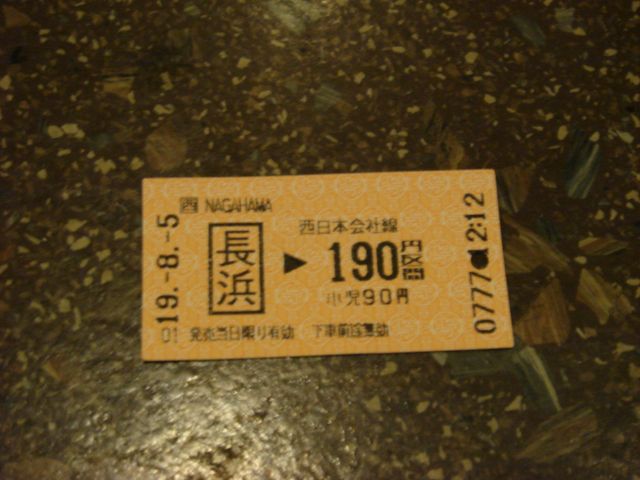 西 NAGAHAMA
19.-8.-5
長浜
西日本会社線
▶ 190円区間
小児90円
01 発売当日限り有効 下車前途無効
0777 2:12